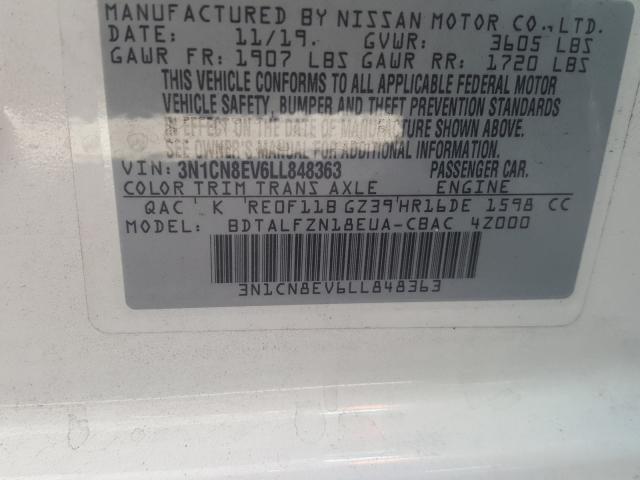 MANUFACTURED BY NISSAN MOTOR CO.,LTD.
DATE: 11/19. GVWR: 3605 LBS
GAWR FR: 1907 LBS GAWR RR: 1720 LBS
THIS VEHICLE CONFORMS TO ALL APPLICABLE FEDERAL MOTOR
VEHICLE SAFETY, BUMPER AND THEFT PREVENTION STANDARDS
IN EFFECT ON THE DATE OF MANUFACTURE SHOWN ABOVE.
SEE OWNER'S MANUAL FOR FURTHER INFORMATION.
VIN: 3N1CN8EV6LL848363 PASSENGER CAR.
COLOR TRIM TRANS AXLE ENGINE
QAC K RE0F11B GZ39 HR16DE 1598 CC
MODEL: BDTALFZN18EUA-CBAC 4Z000
3N1CN8EV6LL848363